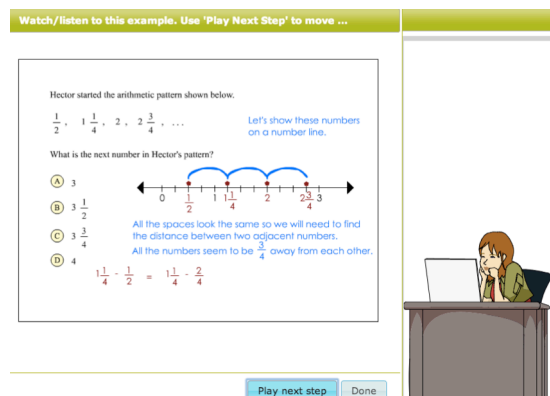 Watch/listen to this example. Use 'Play Next Step' to move ...
Hector started the arithmetic pattern shown below.
1/2, 1 1/4, 2, 2 3/4, ...
Let's show these numbers
on a number line.
What is the next number in Hector's pattern?
A 3
B 3 1/2
C 3 3/4
D 4
0 1/2 1 1 1/4 2 2 3/4 3
All the spaces look the same so we will need to find
the distance between two adjacent numbers.
All the numbers seem to be 3/4 away from each other.
1 1/4 - 1/2 = 1 1/4 - 2/4
Play next step
Done